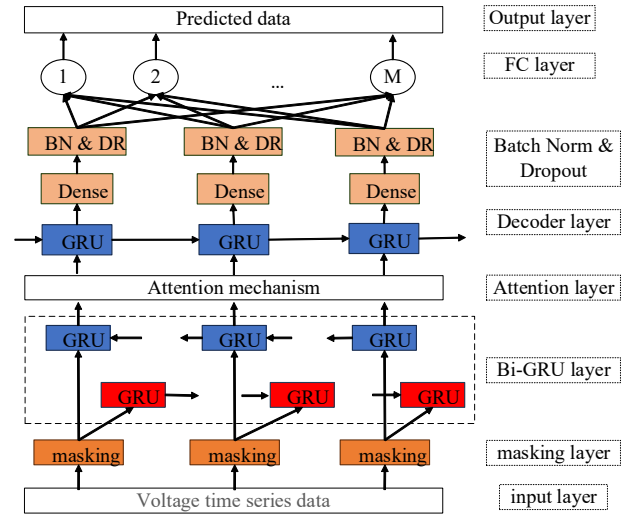 Predicted data
Output layer
1
2
...
M
FC layer
BN & DR
BN & DR
BN & DR
Batch Norm &
Dropout
Dense
Dense
Dense
GRU
GRU
GRU
Decoder layer
Attention mechanism
Attention layer
GRU
GRU
GRU
Bi-GRU layer
GRU
GRU
GRU
masking
masking
masking
masking layer
Voltage time series data
input layer